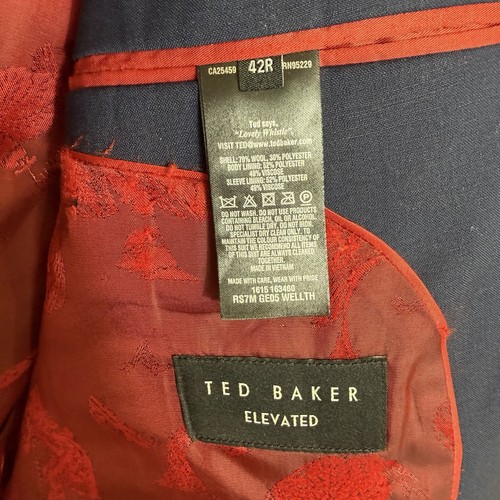 CA25459 42R RN95229
Ted says,
"Lovely Whistle".
VISIT TED@www.tedbaker.com
SHELL: 70% WOOL, 30% POLYESTER
BODY LINING: 52% POLYESTER
48% VISCOSE
SLEEVE LINING: 52% POLYESTER
48% VISCOSE
DO NOT WASH. DO NOT USE PRODUCTS
CONTAINING BLEACH, OIL, OR ALCOHOL.
DO NOT TUMBLE DRY. DO NOT IRON.
SPECIALIST DRY CLEAN ONLY. TO
MAINTAIN THE COLOUR CONSISTENCY OF
THIS SUIT WE RECOMMEND ALL ITEMS
OF THIS SUIT ARE ALWAYS CLEANED
TOGETHER.
MADE IN VIETNAM
MADE WITH CARE, WEAR WITH PRIDE
1615 163460
RS7M GE05 WELLTH
TED BAKER
ELEVATED